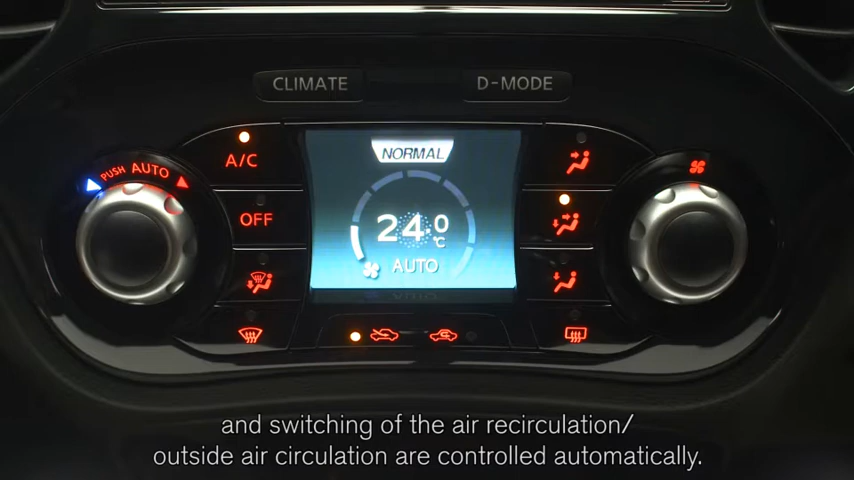 CLIMATE
D-MODE
PUSH AUTO
A/C
NORMAL
OFF
24.0
°C
AUTO
and switching of the air recirculation/
outside air circulation are controlled automatically.